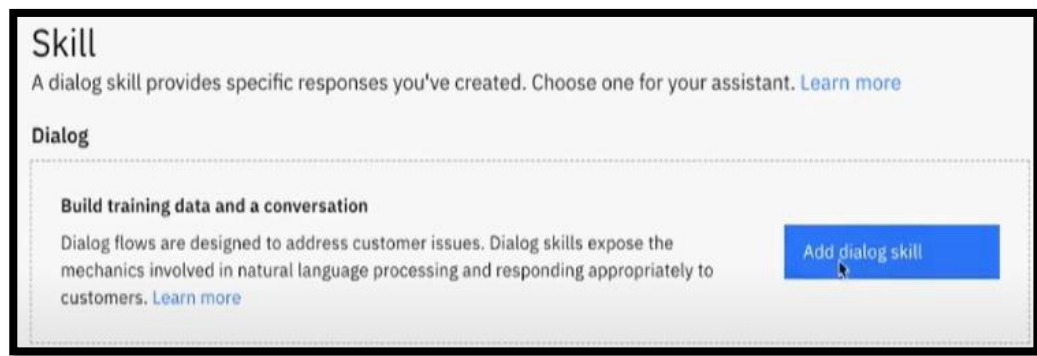 Skill
A dialog skill provides specific responses you've created. Choose one for your assistant. Learn more
Dialog
Build training data and a conversation
Dialog flows are designed to address customer issues. Dialog skills expose the
mechanics involved in natural language processing and responding appropriately to
customers. Learn more
Add dialog skill